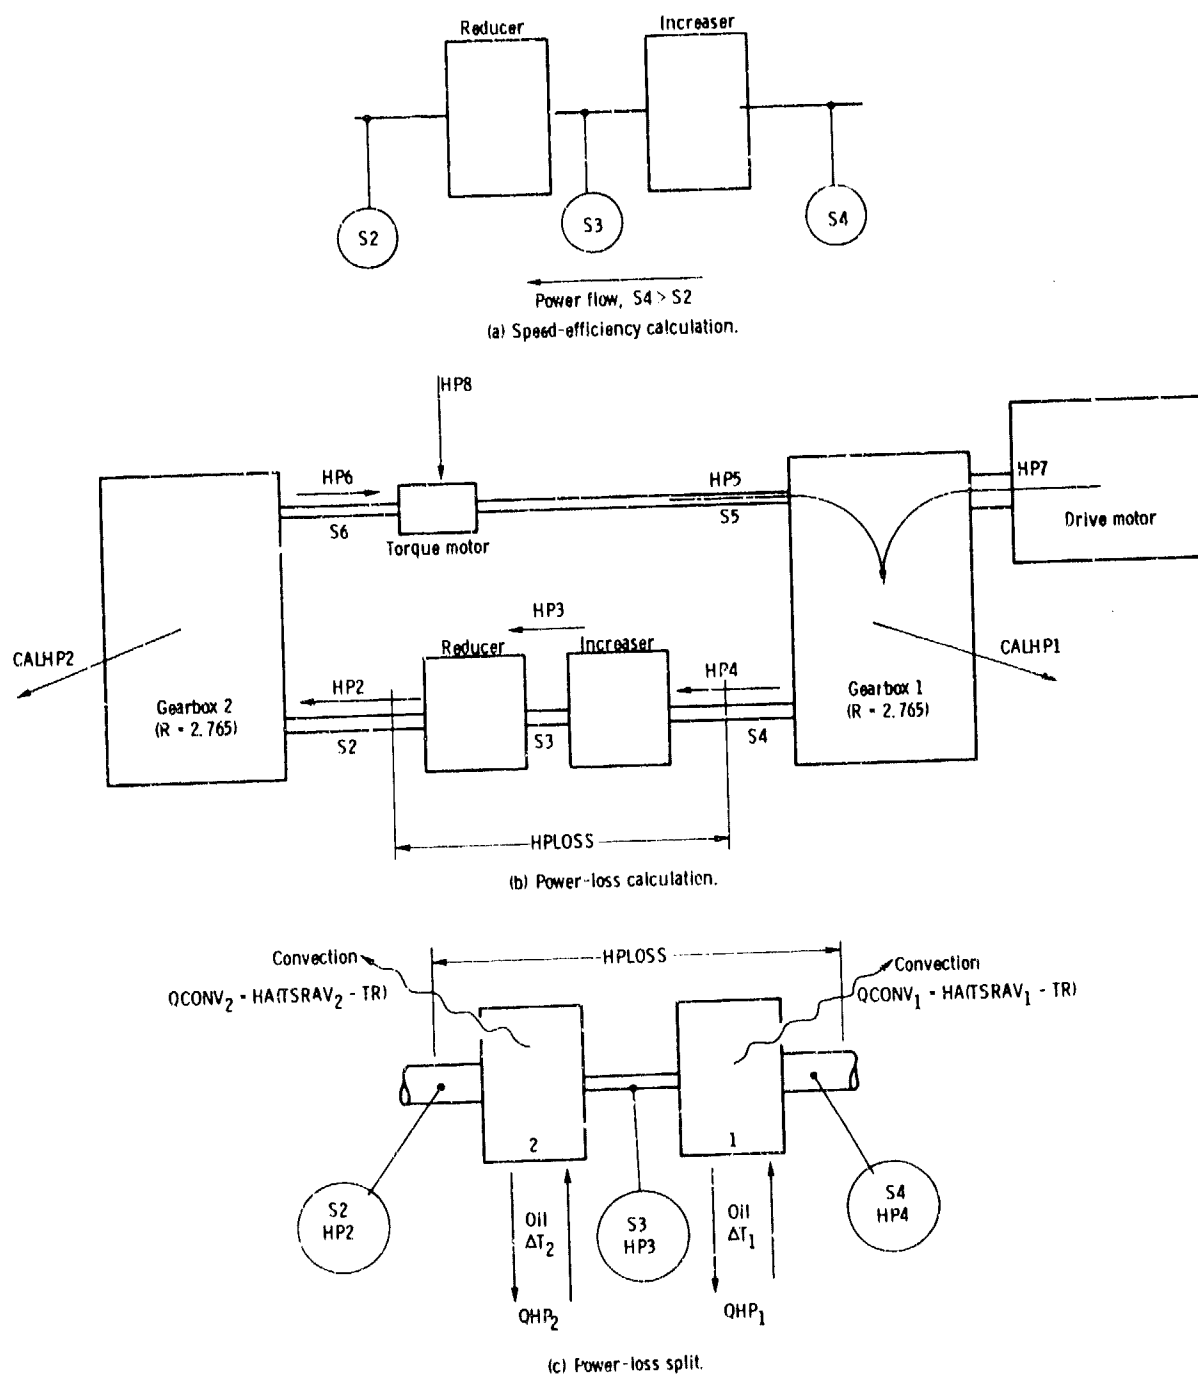 Reducer
Increaser
S2
S3
S4
Power flow, S4 > S2
(a) Speed-efficiency calculation.
HP8
HP6
S6
Torque motor
HP5
S5
HP7
Drive motor
HP3
CALHP2
Reducer
Increaser
CALHP1
HP2
HP4
Gearbox 2
(R = 2.765)
S2
S3
S4
Gearbox 1
(R = 2.765)
HPLOSS
(b) Power-loss calculation.
HPLOSS
Convection
QCONV₂ = HA(TSRAV₂ - TR)
Convection
QCONV₁ = HA(TSRAV₁ - TR)
2
1
S2
HP2
Oil
ΔT₂
S3
HP3
Oil
ΔT₁
S4
HP4
QHP₂
QHP₁
(c) Power-loss split.